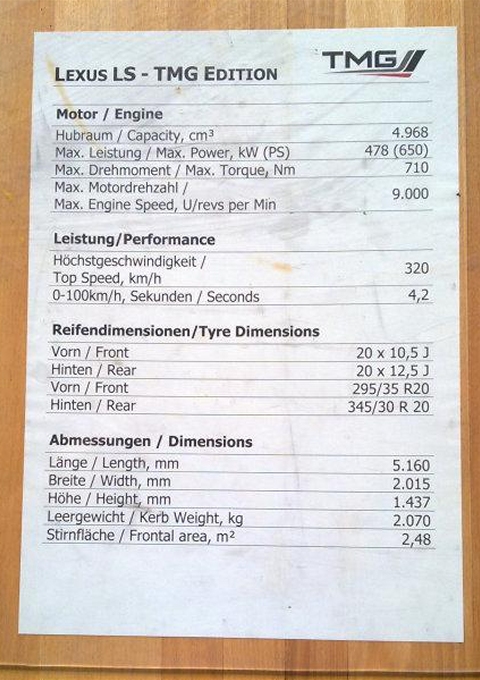 LEXUS LS - TMG EDITION TMG
Motor / Engine
Hubraum / Capacity, cm³ 4.968
Max. Leistung / Max. Power, kW (PS) 478 (650)
Max. Drehmoment / Max. Torque, Nm 710
Max. Motordrehzahl /
Max. Engine Speed, U/revs per Min 9.000
Leistung/Performance
Höchstgeschwindigkeit /
Top Speed, km/h 320
0-100km/h, Sekunden / Seconds 4,2
Reifendimensionen/Tyre Dimensions
Vorn / Front 20 x 10,5 J
Hinten / Rear 20 x 12,5 J
Vorn / Front 295/35 R20
Hinten / Rear 345/30 R 20
Abmessungen / Dimensions
Länge / Length, mm 5.160
Breite / Width, mm 2.015
Höhe / Height, mm 1.437
Leergewicht / Kerb Weight, kg 2.070
Stirnfläche / Frontal area, m² 2,48